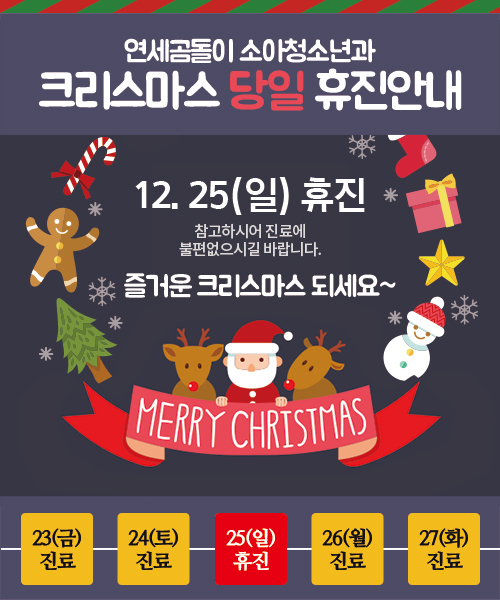 연세곰돌이 소아청소년과
크리스마스 당일 휴진안내
12. 25(일) 휴진
참고하시어 진료에
불편없으시길 바랍니다.
즐거운 크리스마스 되세요~
MERRY CHRISTMAS
23(금) 24(토) 25(일) 26(월) 27(화)
진료 진료 휴진 진료 진료